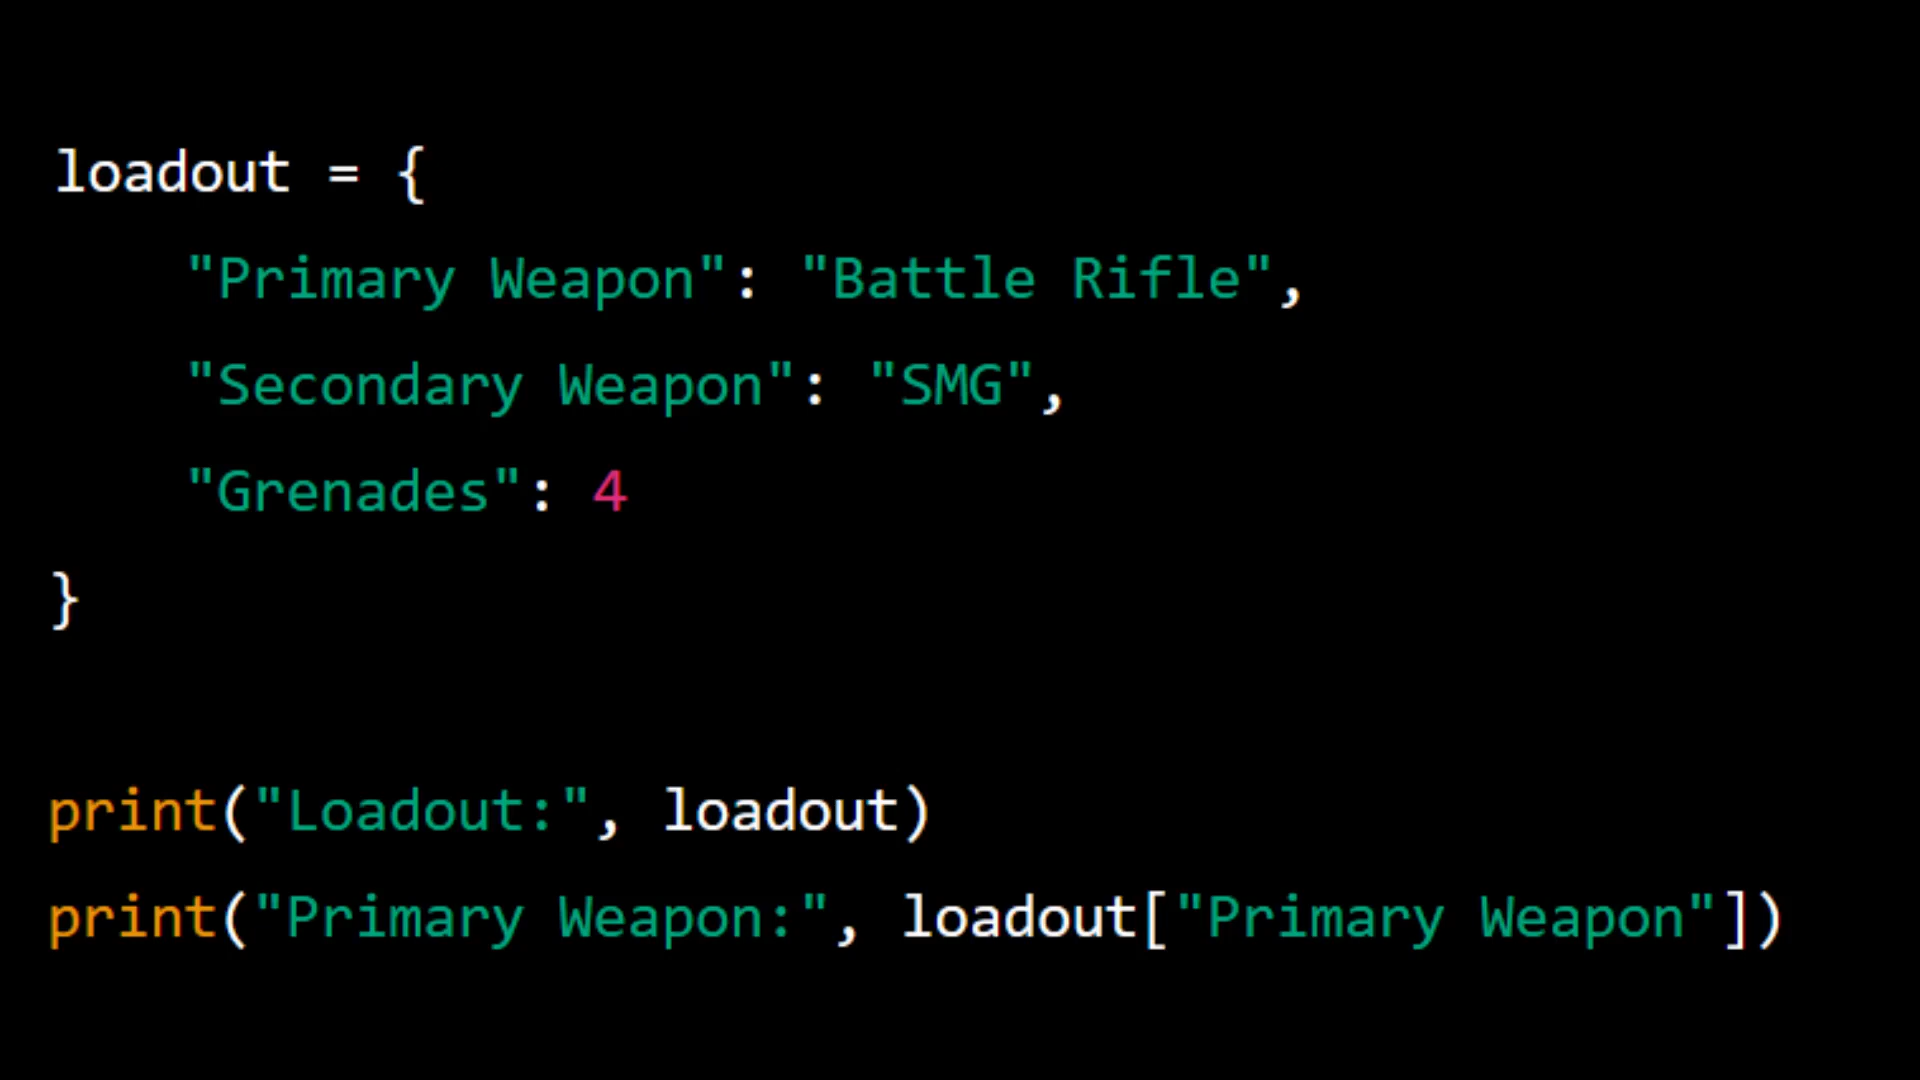 loadout = {
    "Primary Weapon": "Battle Rifle",
    "Secondary Weapon": "SMG",
    "Grenades": 4
}
print("Loadout:", loadout)
print("Primary Weapon:", loadout["Primary Weapon"])